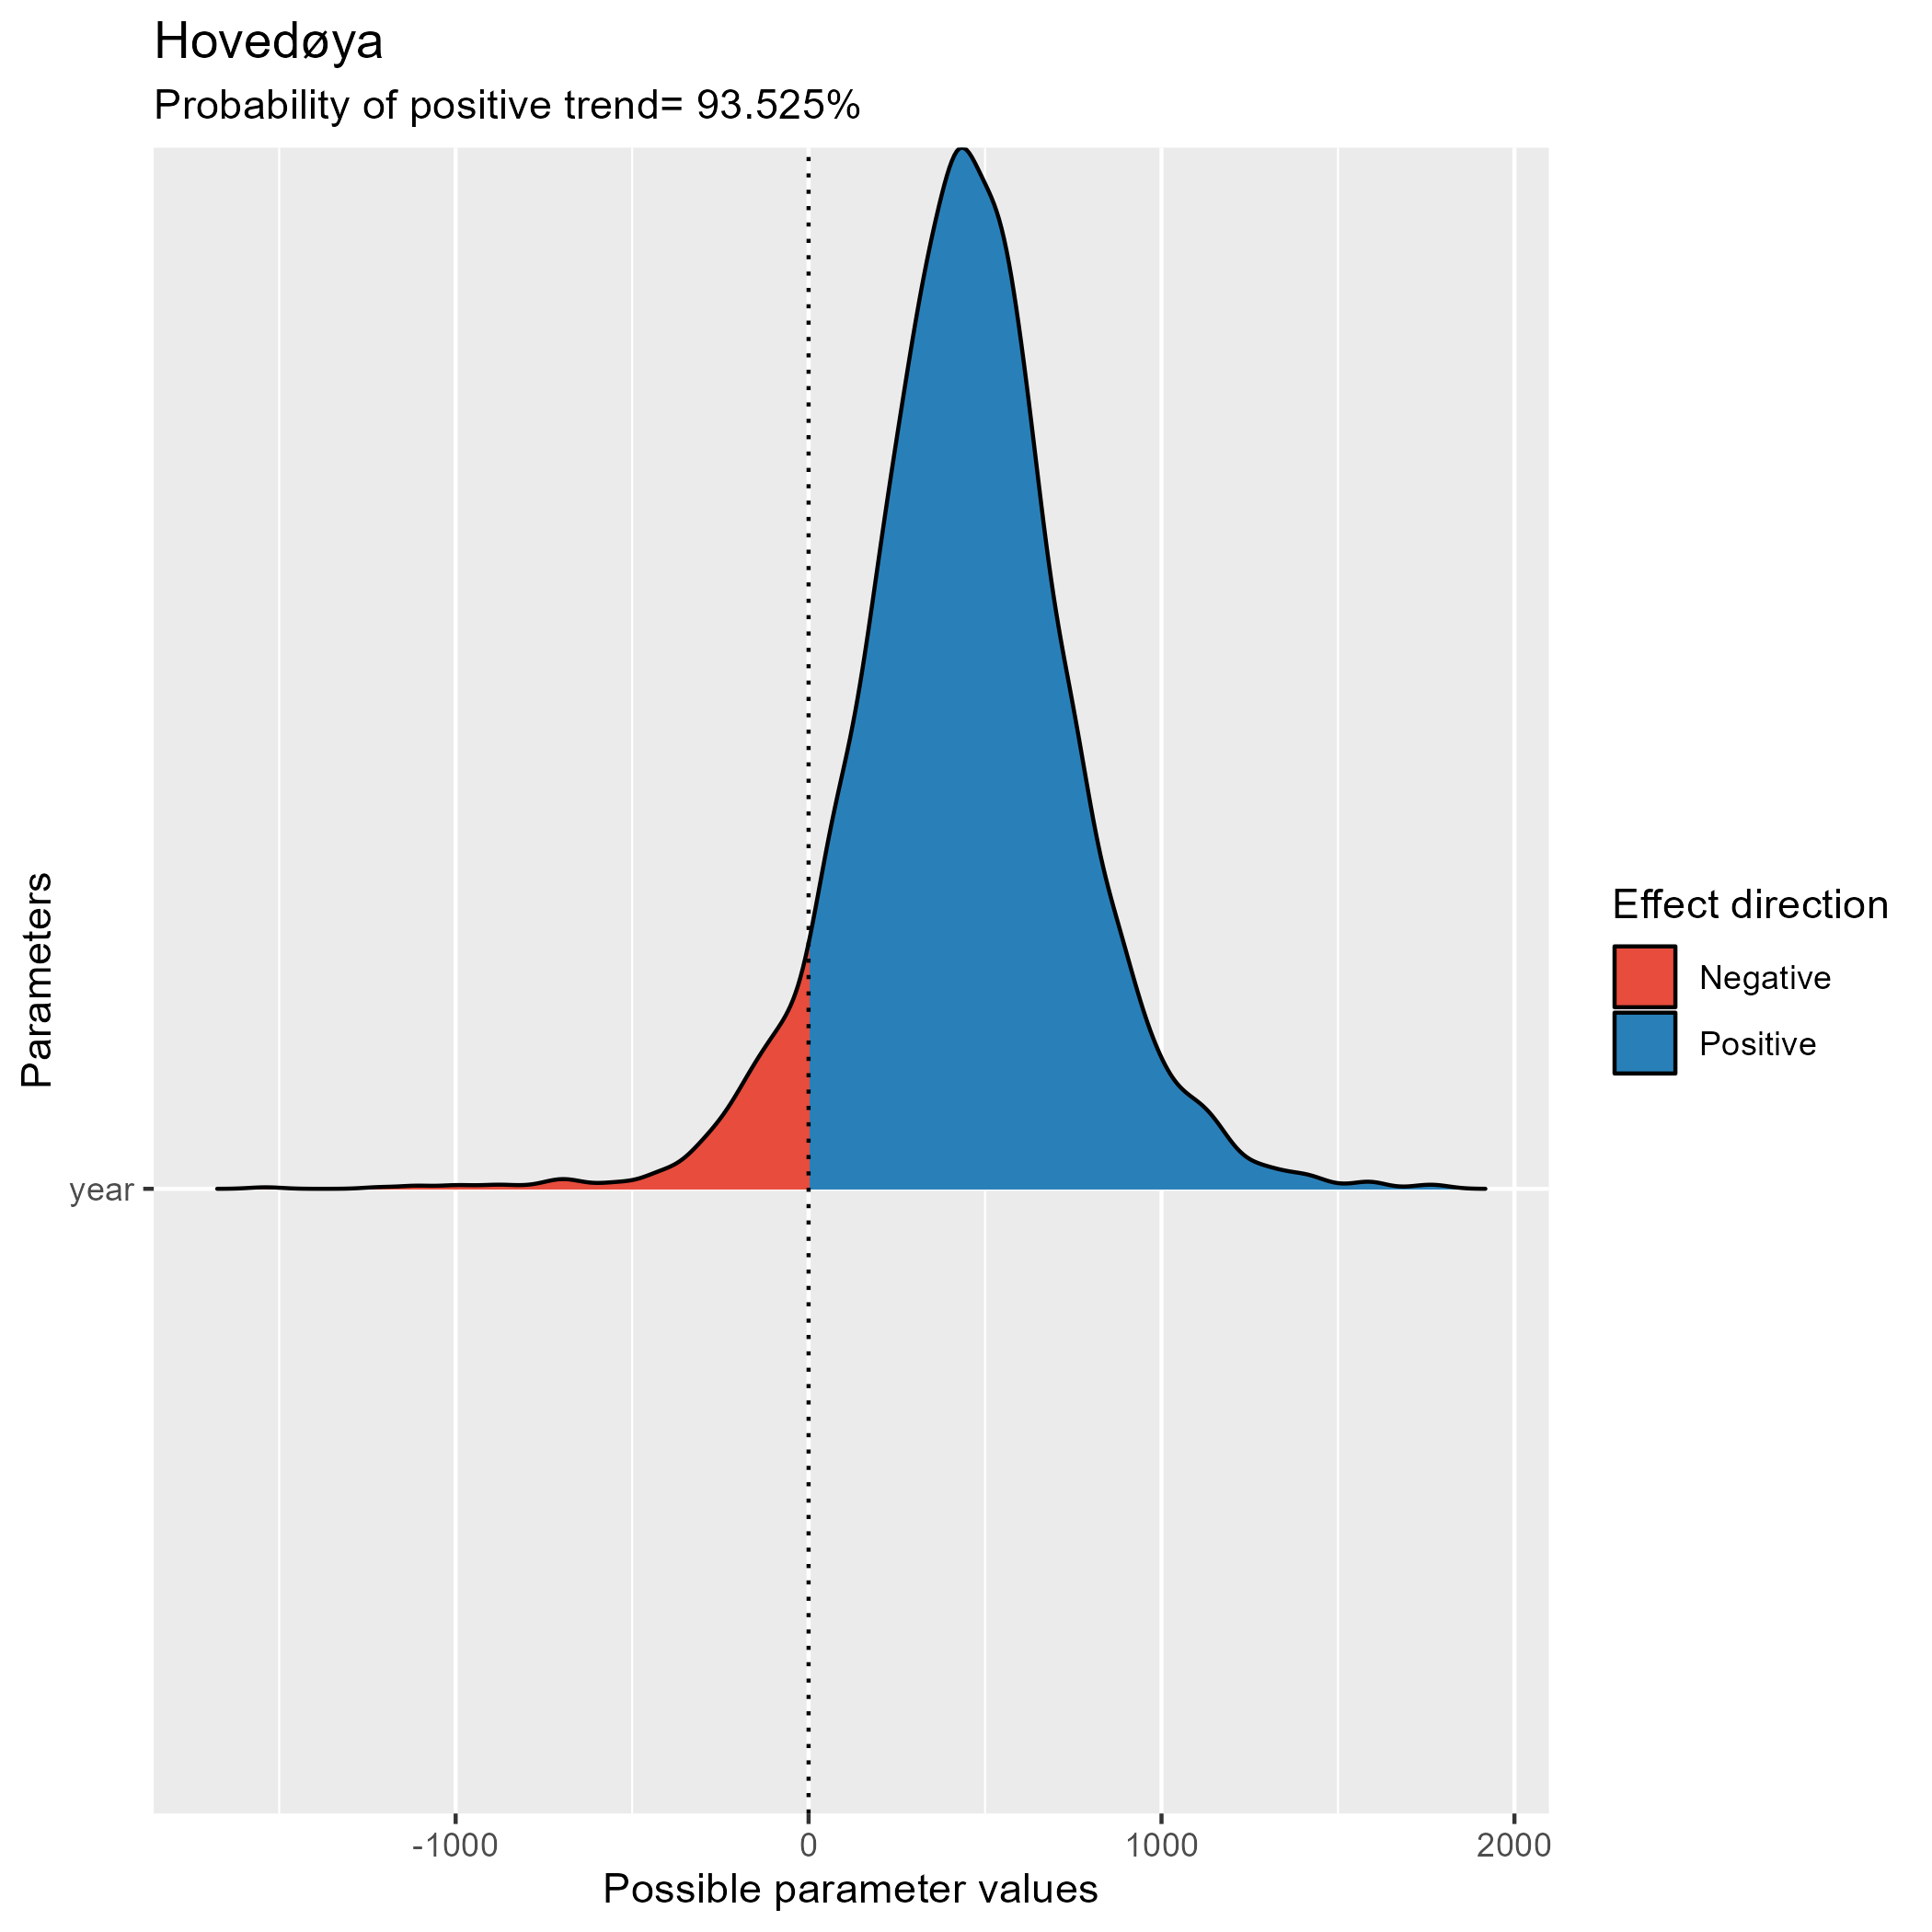 Hovedøya
Probability of positive trend= 93.525%
Parameters
year
-1000
0
1000
2000
Possible parameter values
Effect direction
Negative
Positive